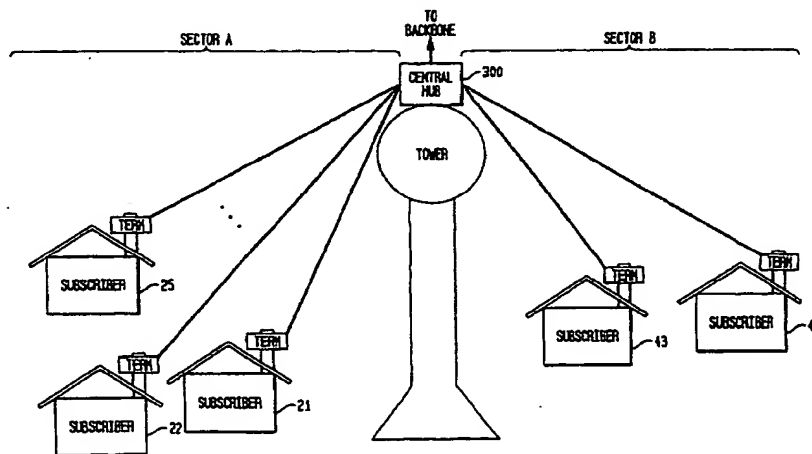 TO
BACKBONE
SECTOR A
SECTOR B
CENTRAL
HUB
300
TOWER
TERM
SUBSCRIBER
25
TERM
SUBSCRIBER
43
TERM
SUBSCRIBER
TERM
SUBSCRIBER
21
TERM
SUBSCRIBER
22